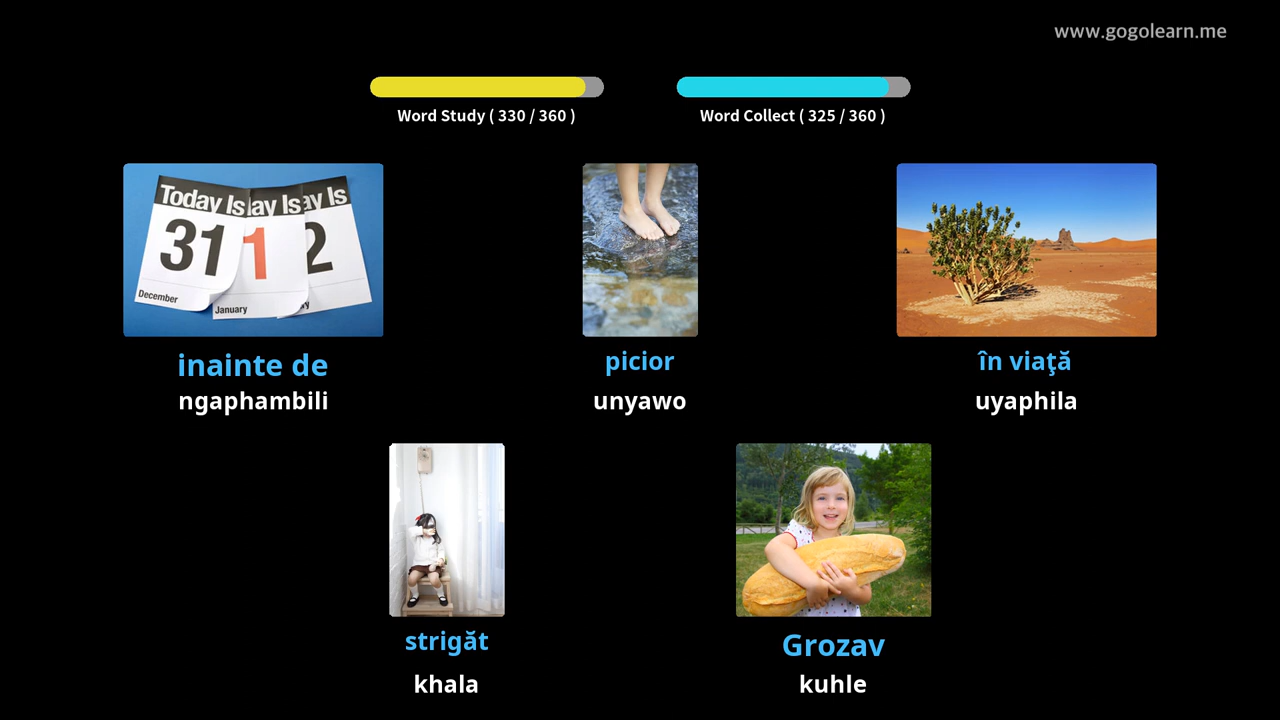 www.gogolearn.me
Word Study ( 330 / 360 )
Word Collect ( 325 / 360 )
Today Is
ay Is
ay Is
31
1
2
December
January
inainte de
ngaphambili
picior
unyawo
în viaţă
uyaphila
strigăt
khala
Grozav
kuhle